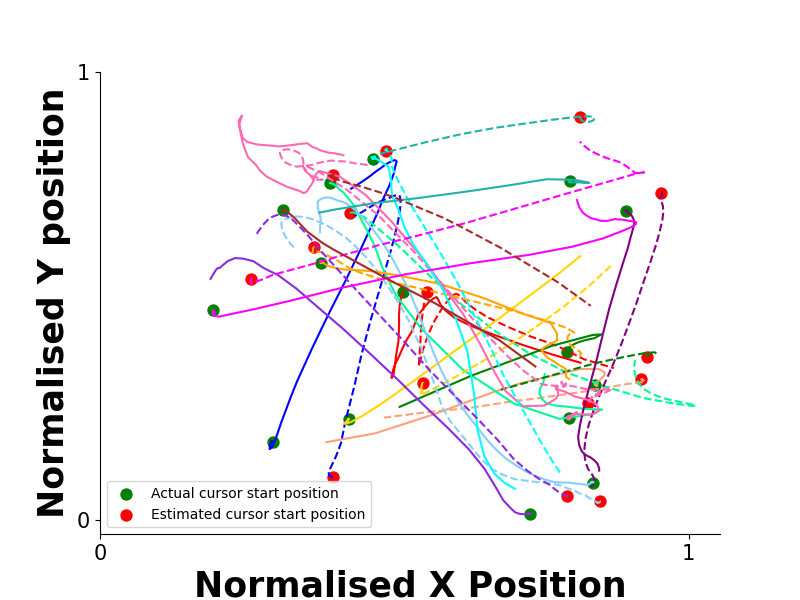 1
Normalised Y position
0
Actual cursor start position
Estimated cursor start position
0
1
Normalised X Position